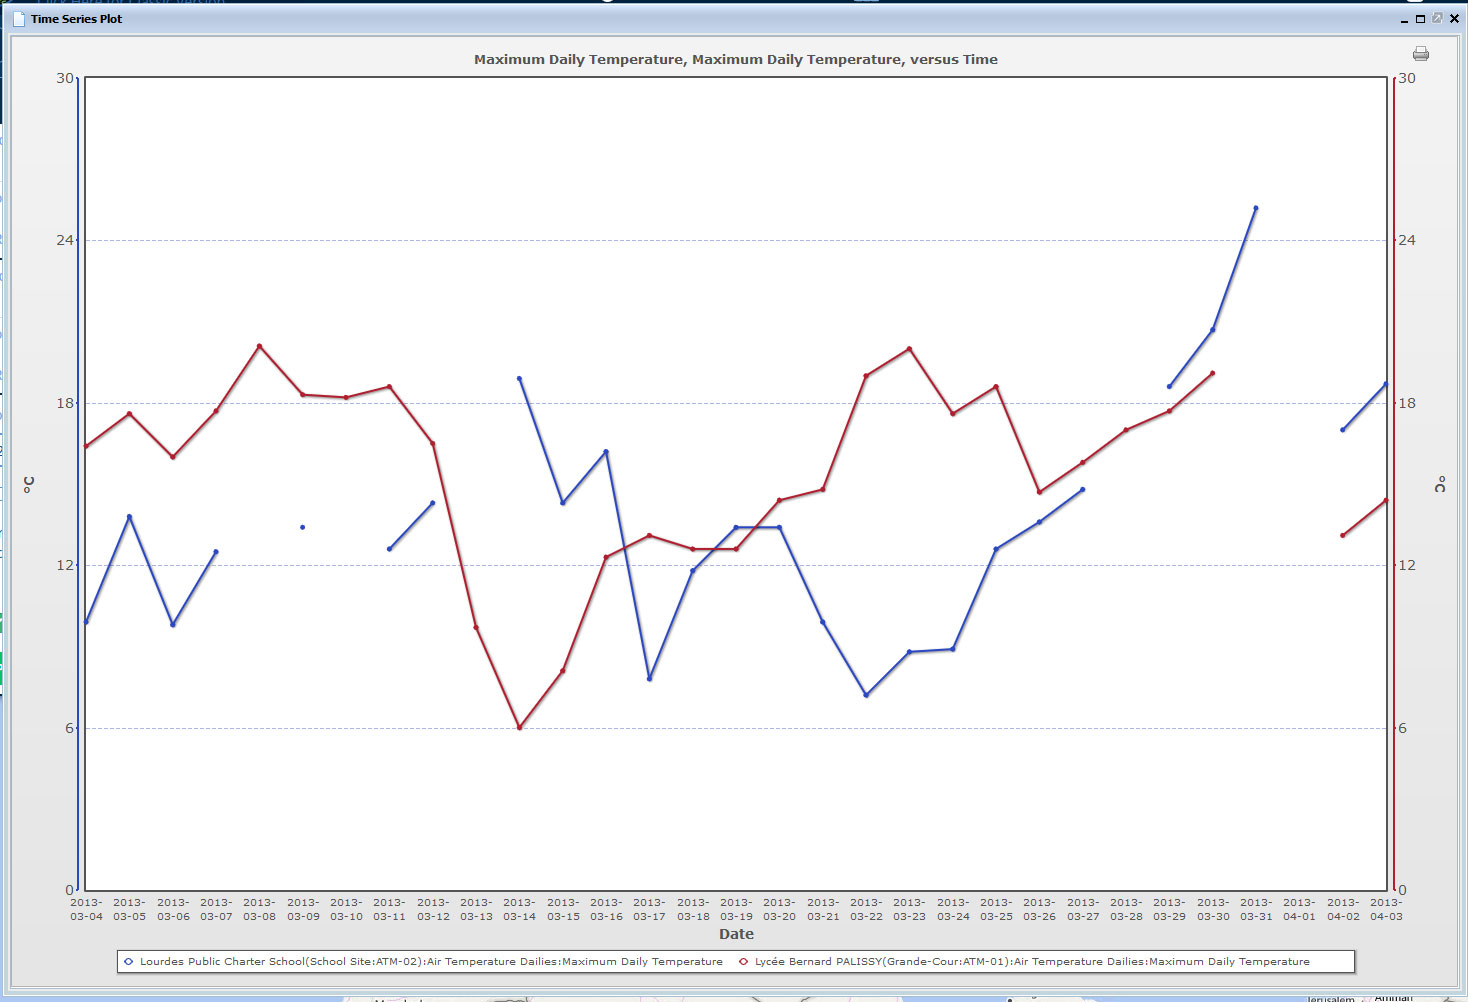 Time Series Plot
Maximum Daily Temperature, Maximum Daily Temperature, versus Time
30
30
24
24
18
18
°C
°C
12
12
6
6
0
0
2013- 2013- 2013- 2013- 2013- 2013- 2013- 2013- 2013- 2013- 2013- 2013- 2013- 2013- 2013- 2013- 2013- 2013- 2013- 2013- 2013- 2013- 2013- 2013- 2013- 2013- 2013- 2013- 2013- 2013- 2013-
03-04 03-05 03-06 03-07 03-08 03-09 03-10 03-11 03-12 03-13 03-14 03-15 03-16 03-17 03-18 03-19 03-20 03-21 03-22 03-23 03-24 03-25 03-26 03-27 03-28 03-29 03-30 03-31 04-01 04-02 04-03
Date
Lourdes Public Charter School(School Site:ATM-02):Air Temperature Dailies:Maximum Daily Temperature Lycée Bernard PALISSY(Grande-Cour:ATM-01):Air Temperature Dailies:Maximum Daily Temperature